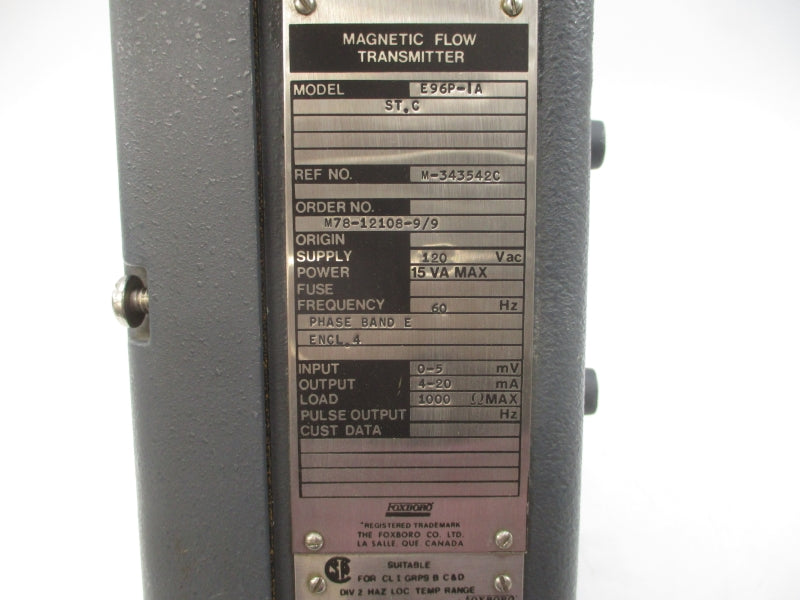 MAGNETIC FLOW
TRANSMITTER
MODEL E96P-1A
ST.C
REF NO. M-343542C
ORDER NO.
M78-12108-9/9
ORIGIN
SUPPLY 120 Vac
POWER 15 VA MAX
FUSE
FREQUENCY 60 Hz
PHASE BAND E
ENCL.4
INPUT 0-5 mV
OUTPUT 4-20 mA
LOAD 1000 ΩMAX
PULSE OUTPUT Hz
CUST DATA
FOXBORO
*REGISTERED TRADEMARK
THE FOXBORO CO. LTD.
LA SALLE, QUE CANADA
SUITABLE
FOR CL I GRPS B C&D
DIV 2 HAZ LOC TEMP RANGE
FOXBORO